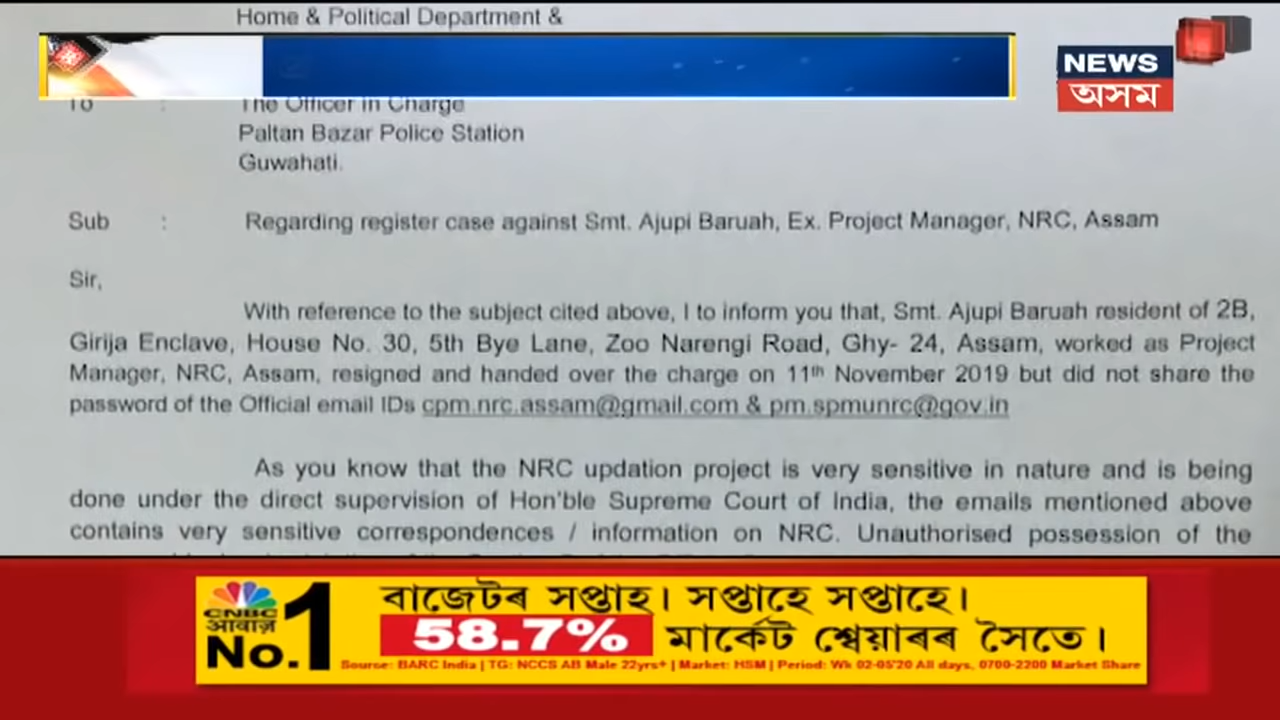 Home & Political Department &
NEWS
অসম
To : The Officer in Charge
Paltan Bazar Police Station
Guwahati.
Sub : Regarding register case against Smt. Ajupi Baruah, Ex. Project Manager, NRC, Assam
Sir,
With reference to the subject cited above, I to inform you that, Smt. Ajupi Baruah resident of 2B,
Girija Enclave, House No. 30, 5th Bye Lane, Zoo Narengi Road, Ghy- 24, Assam, worked as Project
Manager, NRC, Assam, resigned and handed over the charge on 11th November 2019 but did not share the
password of the Official email IDs cpm.nrc.assam@gmail.com & pm.spmunrc@gov.in
As you know that the NRC updation project is very sensitive in nature and is being
done under the direct supervision of Hon'ble Supreme Court of India, the emails mentioned above
contains very sensitive correspondences / information on NRC. Unauthorised possession of the
CNBC
आवाज़
No.1
বাজেটৰ সপ্তাহ। সপ্তাহে সপ্তাহে।
58.7% মাৰ্কেট শ্বেয়াৰৰ সৈতে।
Sourse: BARC India | TG: NCCS AB Male 22yrs+ | Market: HSM | Period: Wk 02-05'20 All days, 0700-2200 Market Share